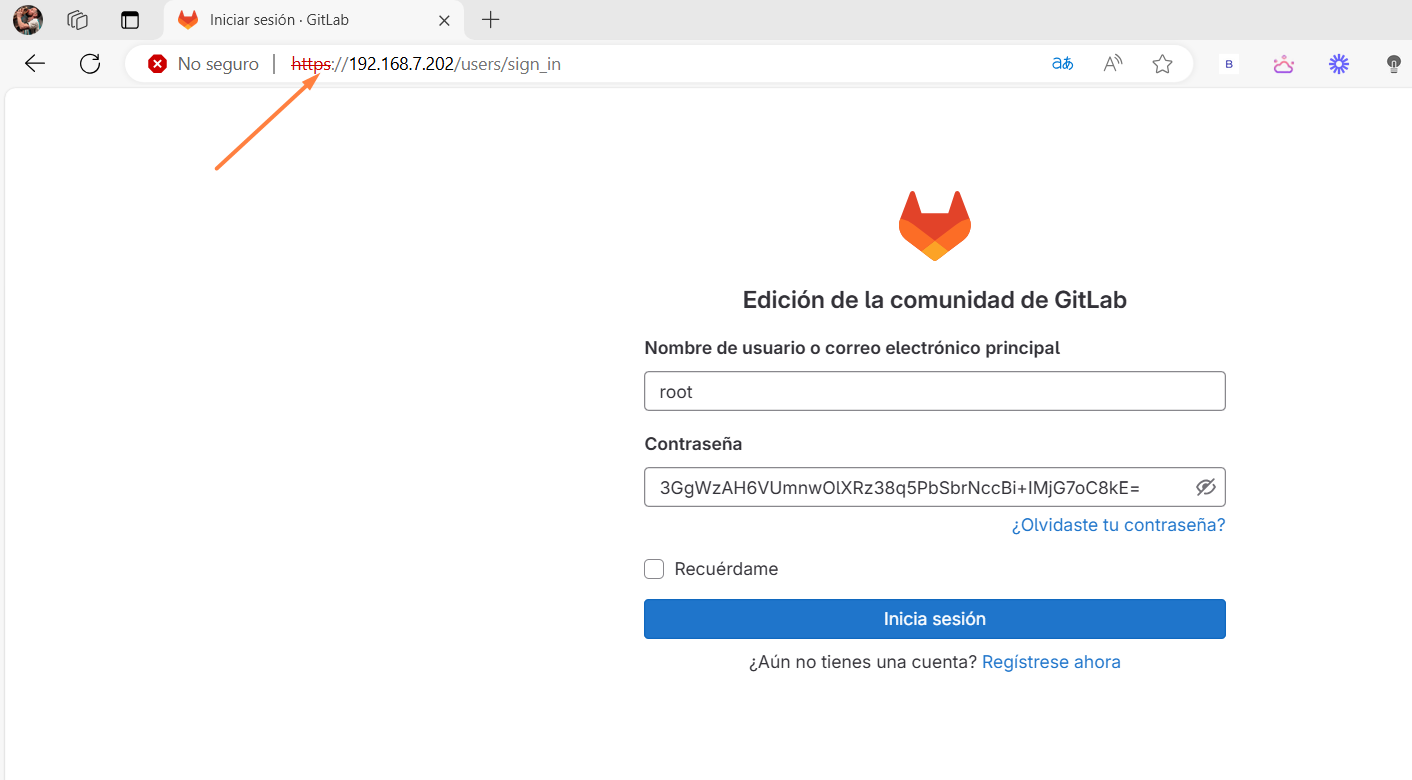 Iniciar sesión · GitLab
No seguro | https://192.168.7.202/users/sign_in
B
Edición de la comunidad de GitLab
Nombre de usuario o correo electrónico principal
root
Contraseña
3GgWzAH6VUmnwOlXRz38q5PbSbrNccBi+IMjG7oC8kE=
¿Olvidaste tu contraseña?
Recuérdame
Inicia sesión
¿Aún no tienes una cuenta? Regístrese ahora